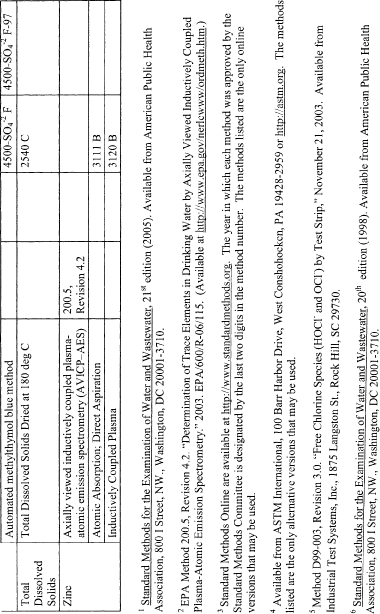 Automated methylthymol blue method 4500-SO₄⁻² F 4500-SO₄⁻² F-97
Total Dissolved Solids Total Dissolved Solids Dried at 180 deg C 2540 C
Zinc Axially viewed inductively coupled plasma-atomic emission spectrometry (AVICP–AES) 200.5, Revision 4.2
Atomic Absorption; Direct Aspiration 3111 B
Inductively Coupled Plasma 3120 B
¹ Standard Methods for the Examination of Water and Wastewater, 21st edition (2005). Available from American Public Health
Association, 800 I Street, NW., Washington, DC 20001-3710.
² EPA Method 200.5, Revision 4.2. “Determination of Trace Elements in Drinking Water by Axially Viewed Inductively Coupled
Plasma-Atomic Emission Spectrometry.” 2003. EPA/600/R-06/115. (Available at http://www.epa.gov/nerlcwww/ordmeth.htm.)
³ Standard Methods Online are available at http://www.standardmethods.org. The year in which each method was approved by the
Standard Methods Committee is designated by the last two digits in the method number. The methods listed are the only online
versions that may be used.
⁴ Available from ASTM International, 100 Barr Harbor Drive, West Conshohocken, PA 19428-2959 or http://astm.org. The methods
listed are the only alternative versions that may be used.
⁵ Method D99-003, Revision 3.0. “Free Chlorine Species (HOCl⁻ and OCl⁻) by Test Strip,” November 21, 2003. Available from
Industrial Test Systems, Inc., 1875 Langston St., Rock Hill, SC 29730.
⁶ Standard Methods for the Examination of Water and Wastewater, 20th edition (1998). Available from American Public Health
Association, 800 I Street, NW., Washington, DC 20001-3710.